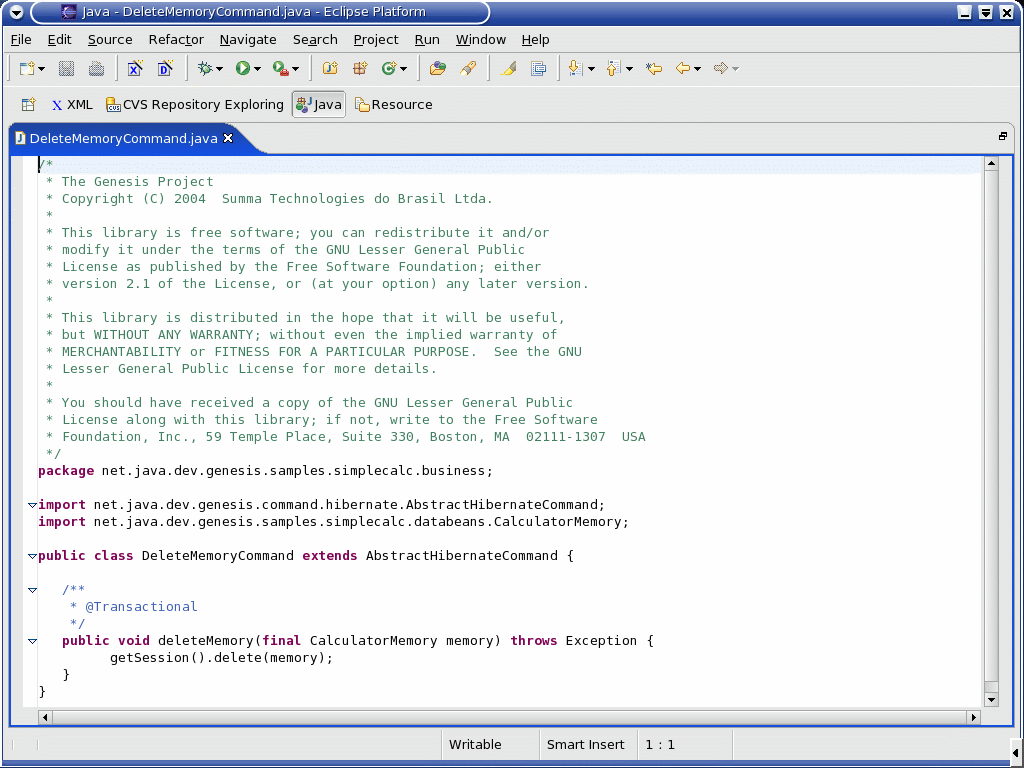 Java - DeleteMemoryCommand.java - Eclipse Platform
File Edit Source Refactor Navigate Search Project Run Window Help
X XML CVS CVS Repository Exploring Java Resource
DeleteMemoryCommand.java
/*
 * The Genesis Project
 * Copyright (C) 2004  Summa Technologies do Brasil Ltda.
 *
 * This library is free software; you can redistribute it and/or
 * modify it under the terms of the GNU Lesser General Public
 * License as published by the Free Software Foundation; either
 * version 2.1 of the License, or (at your option) any later version.
 *
 * This library is distributed in the hope that it will be useful,
 * but WITHOUT ANY WARRANTY; without even the implied warranty of
 * MERCHANTABILITY or FITNESS FOR A PARTICULAR PURPOSE.  See the GNU
 * Lesser General Public License for more details.
 *
 * You should have received a copy of the GNU Lesser General Public
 * License along with this library; if not, write to the Free Software
 * Foundation, Inc., 59 Temple Place, Suite 330, Boston, MA  02111-1307  USA
 */
package net.java.dev.genesis.samples.simplecalc.business;
import net.java.dev.genesis.command.hibernate.AbstractHibernateCommand;
import net.java.dev.genesis.samples.simplecalc.databeans.CalculatorMemory;
public class DeleteMemoryCommand extends AbstractHibernateCommand {
   /**
    * @Transactional
    */
   public void deleteMemory(final CalculatorMemory memory) throws Exception {
         getSession().delete(memory);
   }
}
Writable Smart Insert 1 : 1